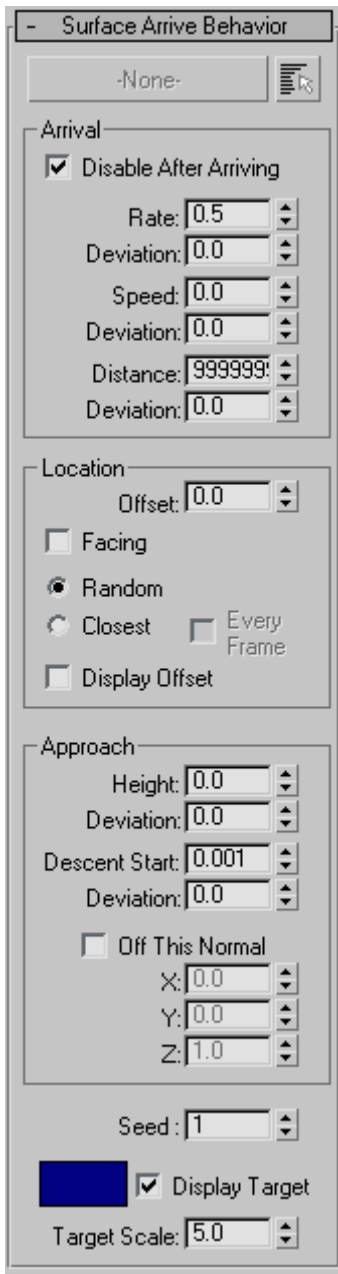 - Surface Arrive Behavior
-None-
Arrival
Disable After Arriving
Rate: 0.5
Deviation: 0.0
Speed: 0.0
Deviation: 0.0
Distance: 9999999
Deviation: 0.0
Location
Offset: 0.0
Facing
Random
Closest
Every
Frame
Display Offset
Approach
Height: 0.0
Deviation: 0.0
Descent Start: 0.001
Deviation: 0.0
Off This Normal
X: 0.0
Y: 0.0
Z: 1.0
Seed : 1
Display Target
Target Scale: 5.0